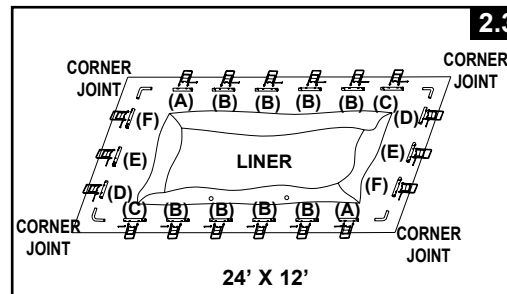 2.3
CORNER JOINT
CORNER JOINT
(A) (B) (B) (B) (B) (C)
(F) (D)
(E) LINER (E)
(D) (F)
(C) (B) (B) (B) (B) (A)
CORNER JOINT
CORNER JOINT
24' X 12'